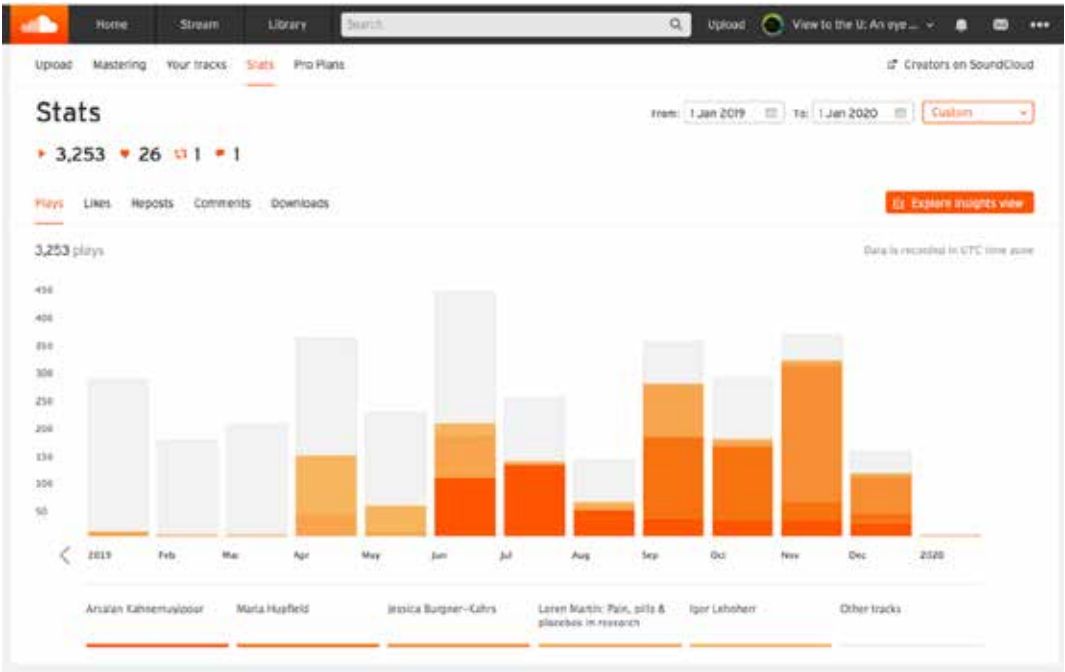 Home Stream Library Search Upload View to the U: An eye ...
Upload Mastering Your tracks Stats Pro Plans Creators on SoundCloud
Stats From: 1 Jan 2019 To: 1 Jan 2020 Custom
3,253 26 1 1
Plays Likes Reposts Comments Downloads Explore insights view
3,253 plays Data is recorded in UTC time zone
450
400
350
300
250
200
150
100
50
2019 Feb Mar Apr May Jun Jul Aug Sep Oct Nov Dec 2020
Arsalan Kahnemuyipour Maria Hupfield Jessica Burgner-Kahrs Loren Martin: Pain, pills & Igor Lehnherr Other tracks
placebos in research